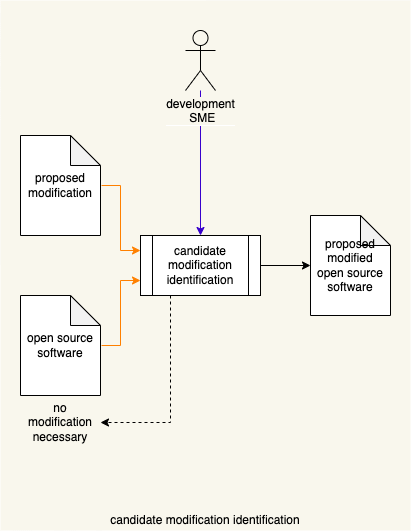 development
SME
proposed
modification
candidate
modification
identification
proposed
modified
open source
software
open source
software
no
modification
necessary
candidate modification identification